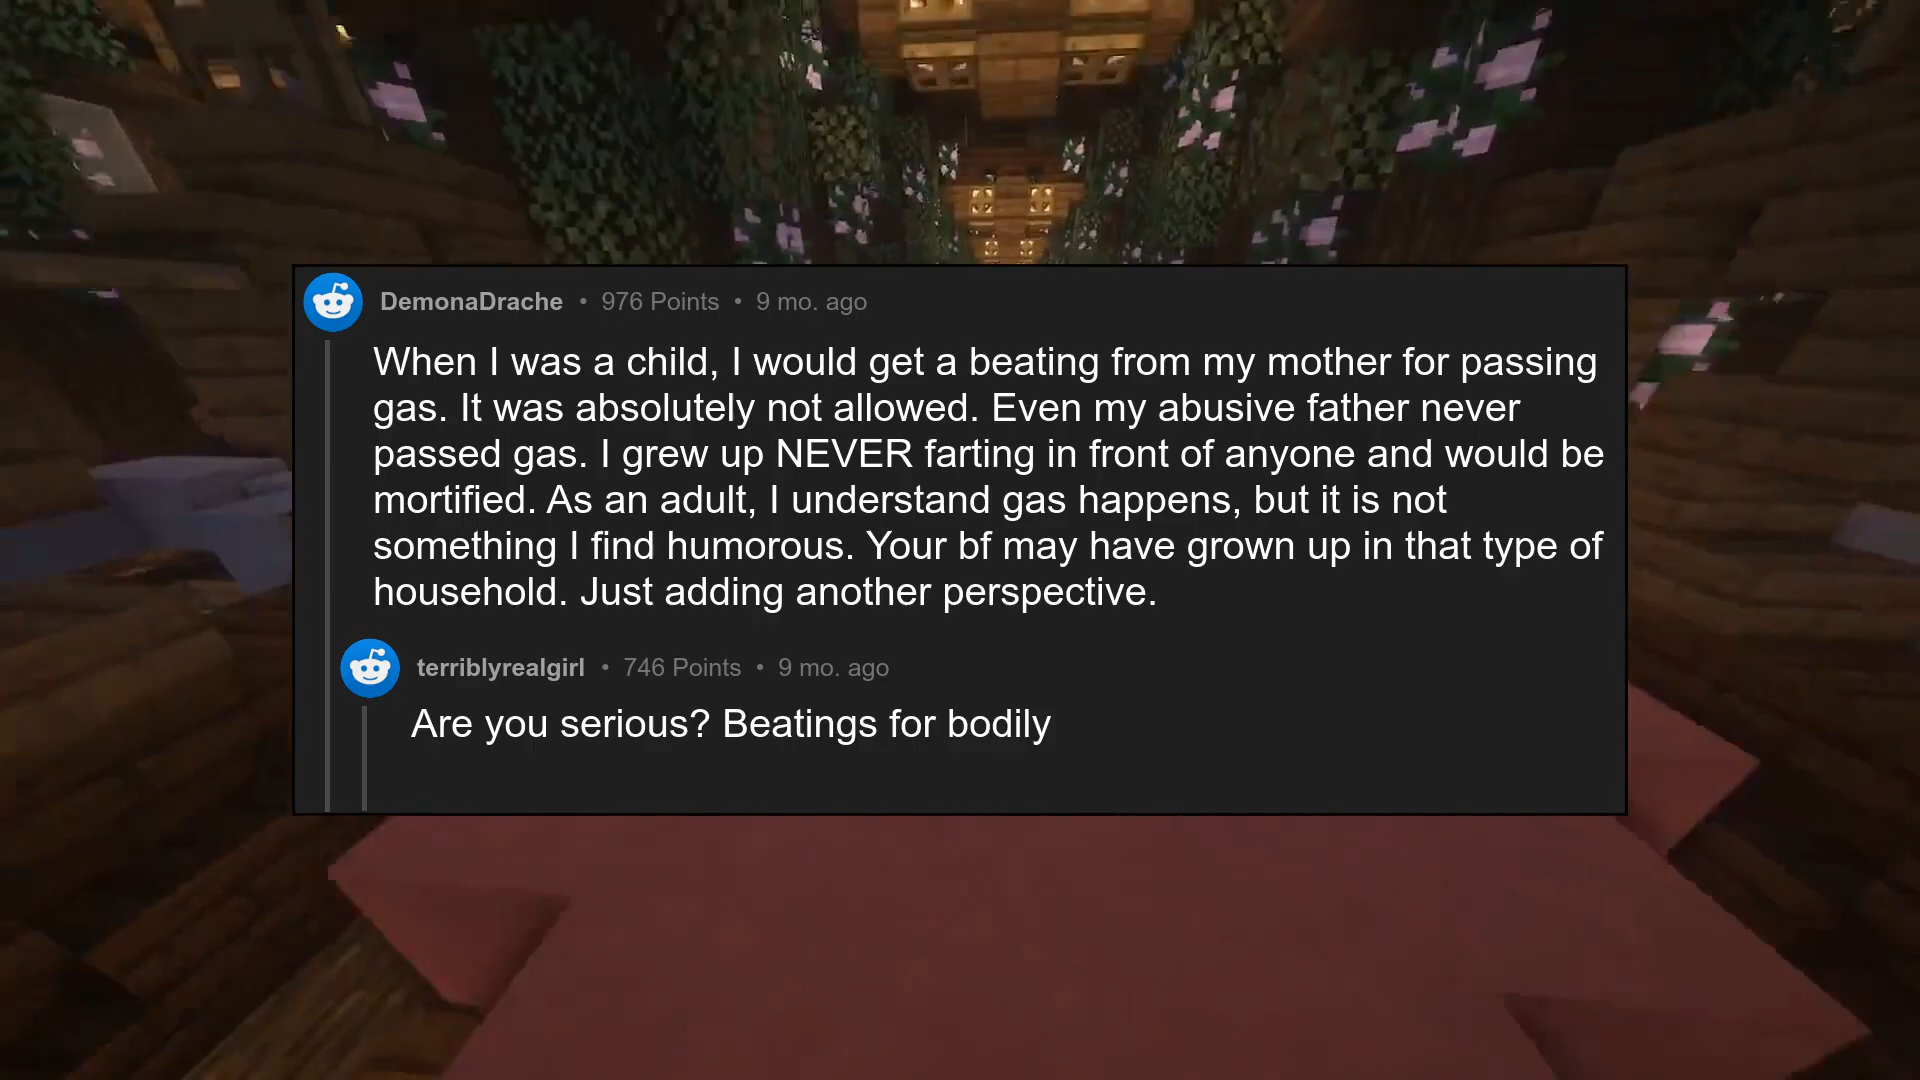 DemonaDrache • 976 Points • 9 mo. ago
When I was a child, I would get a beating from my mother for passing
gas. It was absolutely not allowed. Even my abusive father never
passed gas. I grew up NEVER farting in front of anyone and would be
mortified. As an adult, I understand gas happens, but it is not
something I find humorous. Your bf may have grown up in that type of
household. Just adding another perspective.
terriblyrealgirl • 746 Points • 9 mo. ago
Are you serious? Beatings for bodily